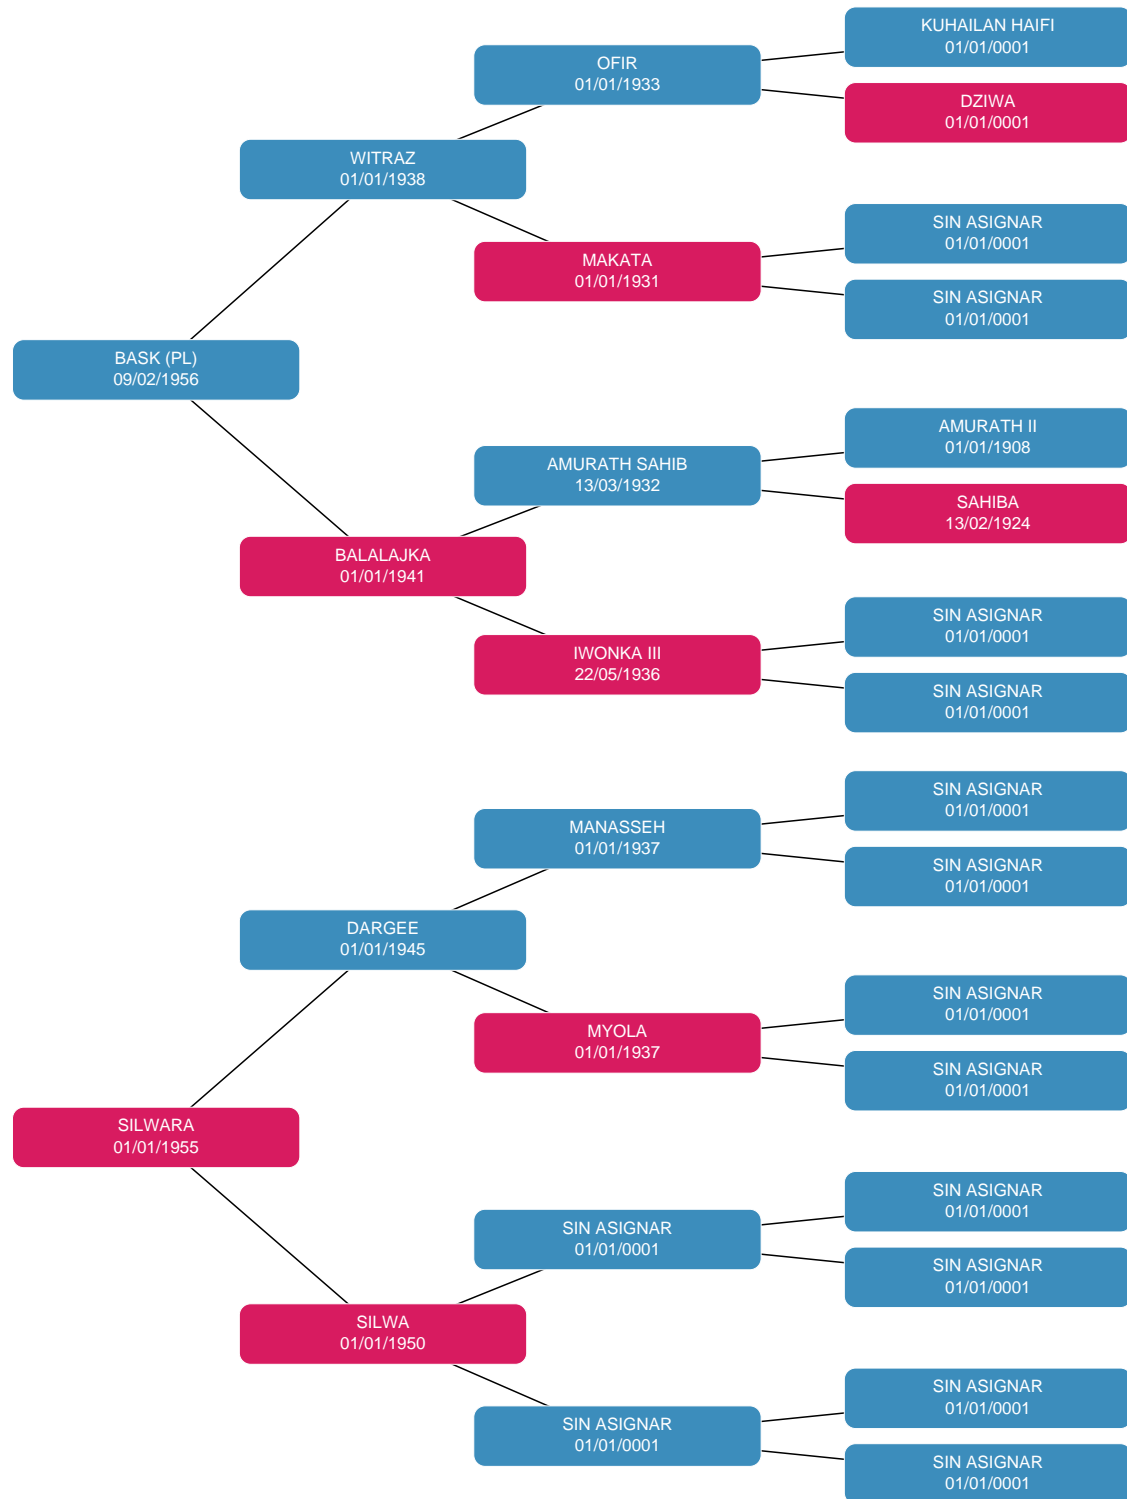 KUHAILAN HAIFI
01/01/0001
OFIR
01/01/1933
DZIWA
01/01/0001
WITRAZ
01/01/1938
SIN ASIGNAR
01/01/0001
MAKATA
01/01/1931
SIN ASIGNAR
01/01/0001
BASK (PL)
09/02/1956
AMURATH II
01/01/1908
AMURATH SAHIB
13/03/1932
SAHIBA
13/02/1924
BALALAJKA
01/01/1941
SIN ASIGNAR
01/01/0001
IWONKA III
22/05/1936
SIN ASIGNAR
01/01/0001
SIN ASIGNAR
01/01/0001
MANASSEH
01/01/1937
SIN ASIGNAR
01/01/0001
DARGEE
01/01/1945
SIN ASIGNAR
01/01/0001
MYOLA
01/01/1937
SIN ASIGNAR
01/01/0001
SILWARA
01/01/1955
SIN ASIGNAR
01/01/0001
SIN ASIGNAR
01/01/0001
SIN ASIGNAR
01/01/0001
SILWA
01/01/1950
SIN ASIGNAR
01/01/0001
SIN ASIGNAR
01/01/0001
SIN ASIGNAR
01/01/0001